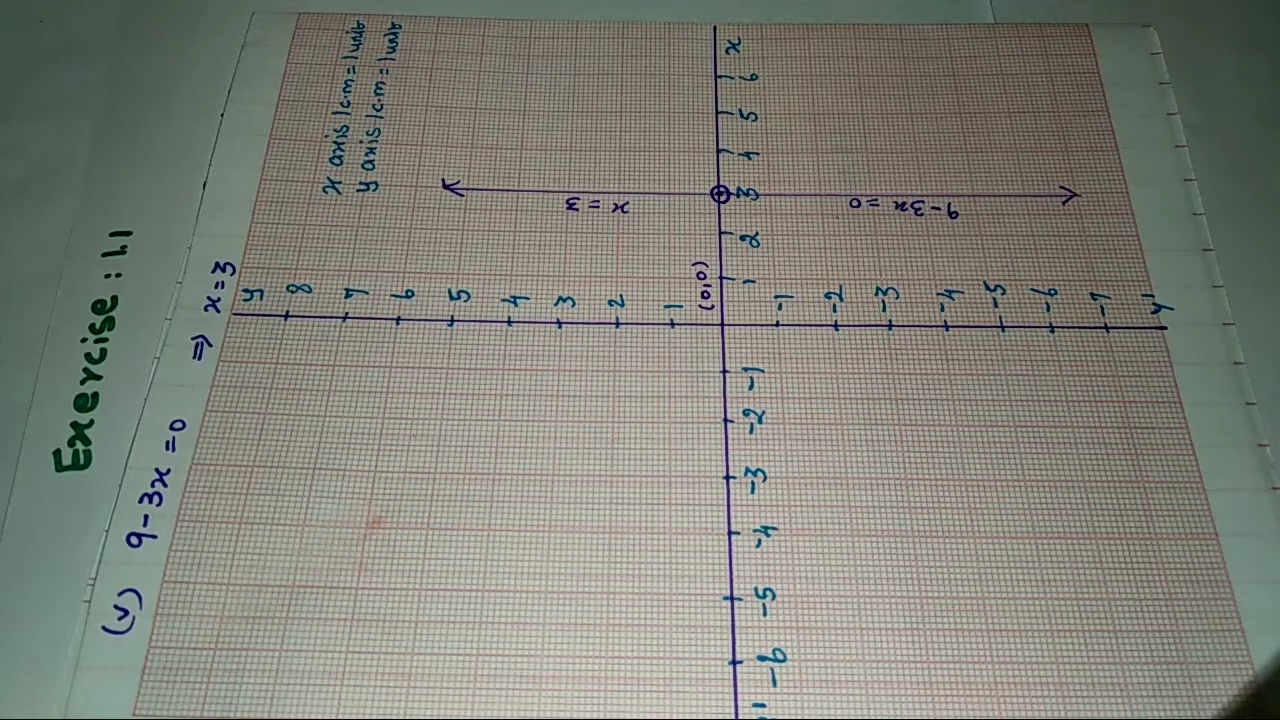 Exercise : 1.1
(v) 9-3x=0 ⇒ x=3
x axis 1c.m = 1 unit
y axis 1c.m = 1 unit
y
8
7
6
5
4
3
2
1
(0,0)
-6 -5 -4 -3 -2 -1 1 2 3 4 5 6 x
-1
-2
-3
-4
-5
-6
-7
y'
x = 3
9-3x=0